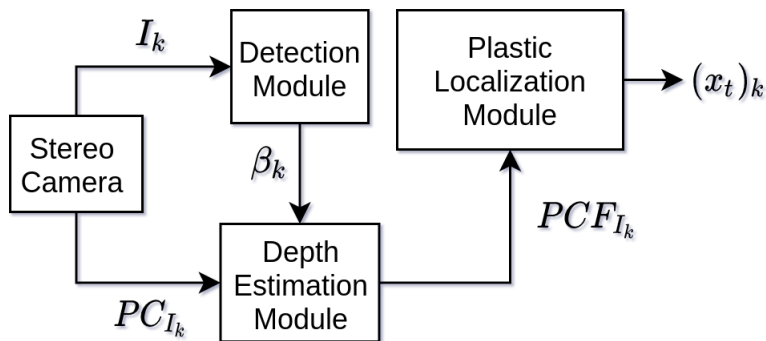 I_k
Detection
Module
Plastic
Localization
Module
(x_t)_k
Stereo
Camera
β_k
PCF_{I_k}
Depth
Estimation
Module
PC_{I_k}